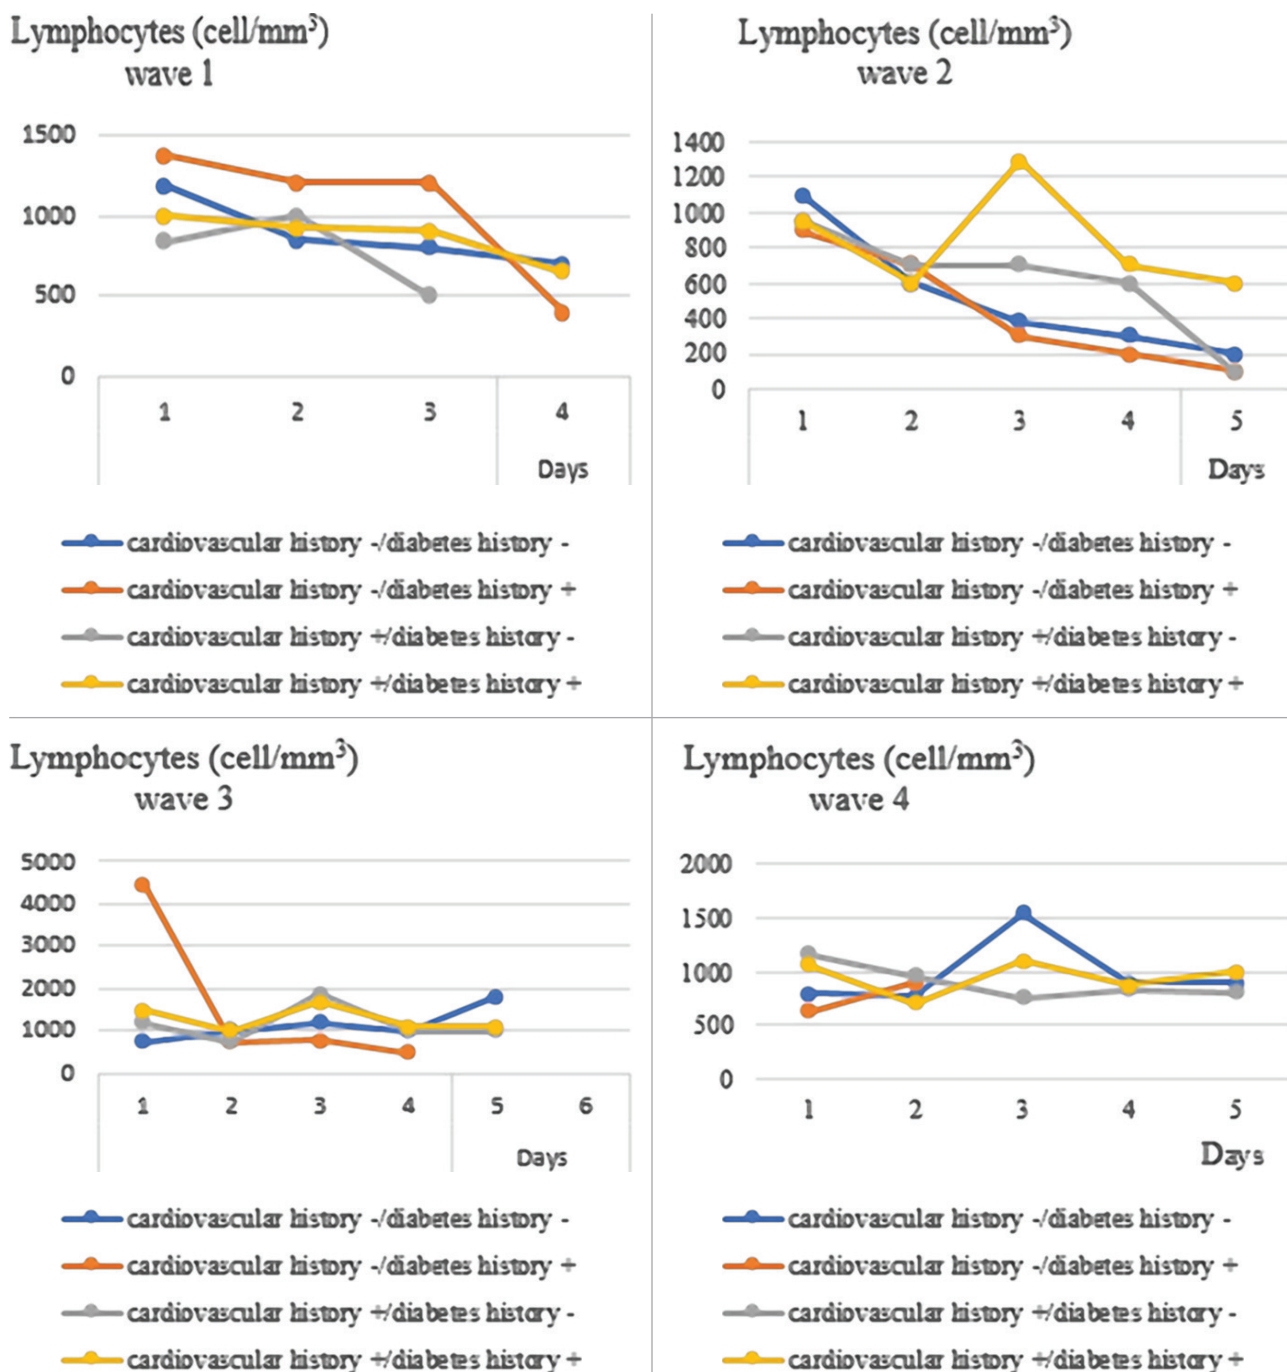 Lymphocytes (cell/mm³)
wave 1
1500
1000
500
0
1 2 3 4
Days
cardiovascular history -/diabetes history -
cardiovascular history -/diabetes history +
cardiovascular history +/diabetes history -
cardiovascular history +/diabetes history +
Lymphocytes (cell/mm³)
wave 2
1400
1200
1000
800
600
400
200
0
1 2 3 4 5
Days
cardiovascular history -/diabetes history -
cardiovascular history -/diabetes history +
cardiovascular history +/diabetes history -
cardiovascular history +/diabetes history +
Lymphocytes (cell/mm³)
wave 3
5000
4000
3000
2000
1000
0
1 2 3 4 5 6
Days
cardiovascular history -/diabetes history -
cardiovascular history -/diabetes history +
cardiovascular history +/diabetes history -
cardiovascular history +/diabetes history +
Lymphocytes (cell/mm³)
wave 4
2000
1500
1000
500
0
1 2 3 4 5
Days
cardiovascular history -/diabetes history -
cardiovascular history -/diabetes history +
cardiovascular history +/diabetes history -
cardiovascular history +/diabetes history +